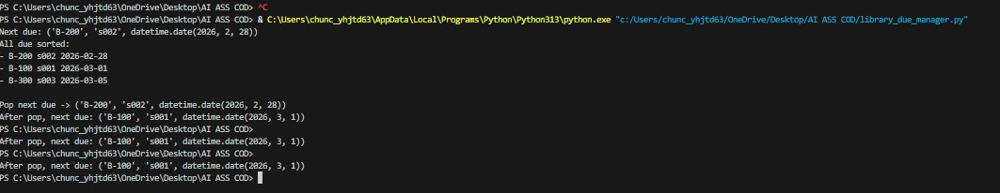 PS C:\Users\chunc_yhjtd63\OneDrive\Desktop\AI ASS COD> ^C
PS C:\Users\chunc_yhjtd63\OneDrive\Desktop\AI ASS COD> & C:\Users\chunc_yhjtd63\AppData\Local\Programs\Python\Python313\python.exe "c:/Users/chunc_yhjtd63/OneDrive/Desktop/AI ASS COD/library_due_manager.py"
Next due: ('B-200', 's002', datetime.date(2026, 2, 28))
All due sorted:
- B-200 s002 2026-02-28
- B-100 s001 2026-03-01
- B-300 s003 2026-03-05

Pop next due -> ('B-200', 's002', datetime.date(2026, 2, 28))
After pop, next due: ('B-100', 's001', datetime.date(2026, 3, 1))
PS C:\Users\chunc_yhjtd63\OneDrive\Desktop\AI ASS COD>
After pop, next due: ('B-100', 's001', datetime.date(2026, 3, 1))
PS C:\Users\chunc_yhjtd63\OneDrive\Desktop\AI ASS COD>
After pop, next due: ('B-100', 's001', datetime.date(2026, 3, 1))
PS C:\Users\chunc_yhjtd63\OneDrive\Desktop\AI ASS COD>